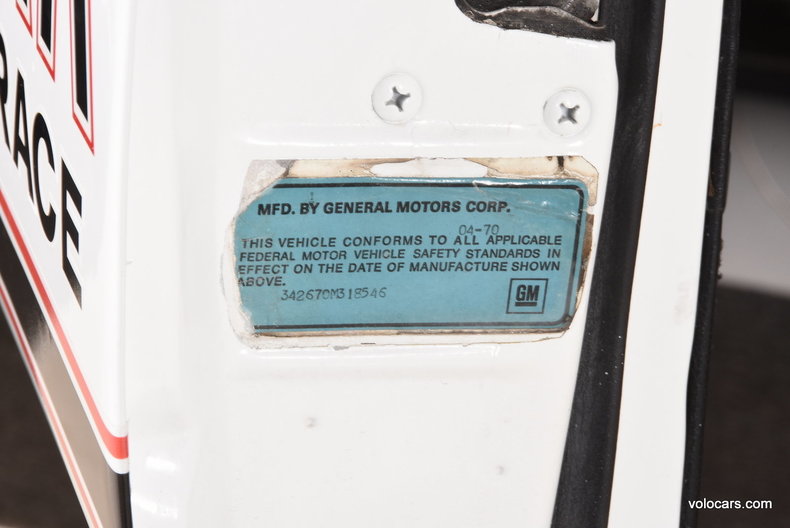 RACE
MFD. BY GENERAL MOTORS CORP.
04-70
THIS VEHICLE CONFORMS TO ALL APPLICABLE
FEDERAL MOTOR VEHICLE SAFETY STANDARDS IN
EFFECT ON THE DATE OF MANUFACTURE SHOWN
ABOVE.
342670M318546
GM
volocars.com